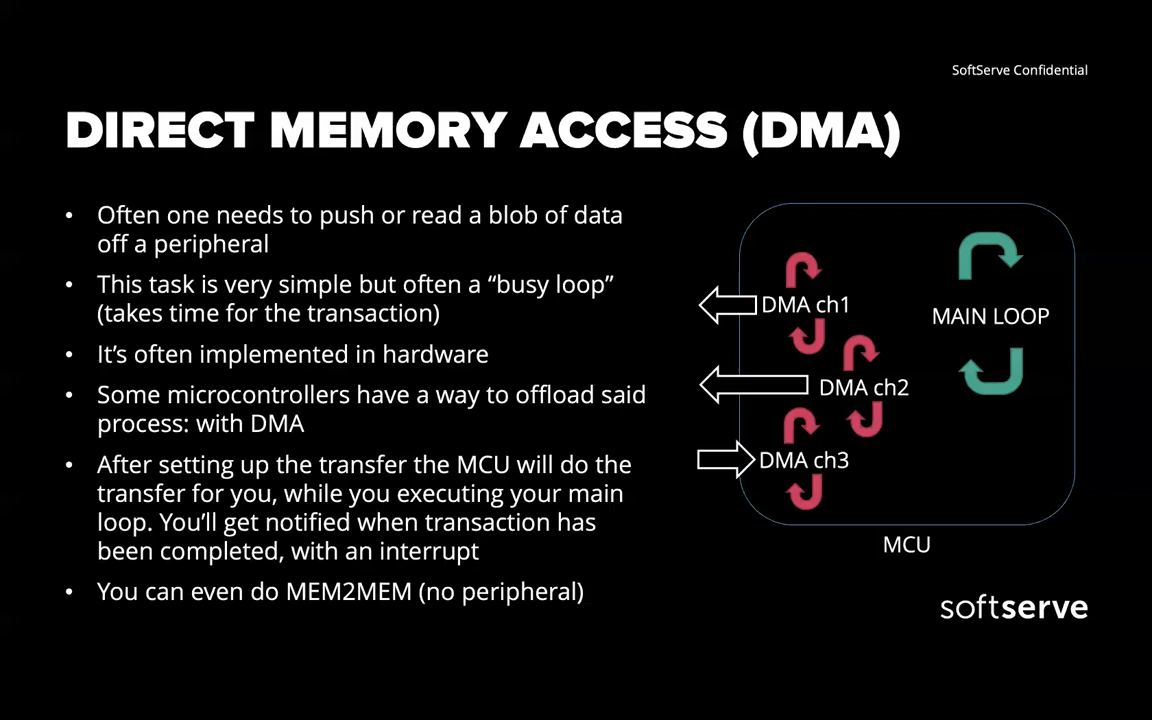 SoftServe Confidential
DIRECT MEMORY ACCESS (DMA)
• Often one needs to push or read a blob of data
off a peripheral
• This task is very simple but often a “busy loop”
(takes time for the transaction)
• It’s often implemented in hardware
• Some microcontrollers have a way to offload said
process: with DMA
• After setting up the transfer the MCU will do the
transfer for you, while you executing your main
loop. You’ll get notified when transaction has
been completed, with an interrupt
• You can even do MEM2MEM (no peripheral)
DMA ch1
MAIN LOOP
DMA ch2
DMA ch3
MCU
softserve